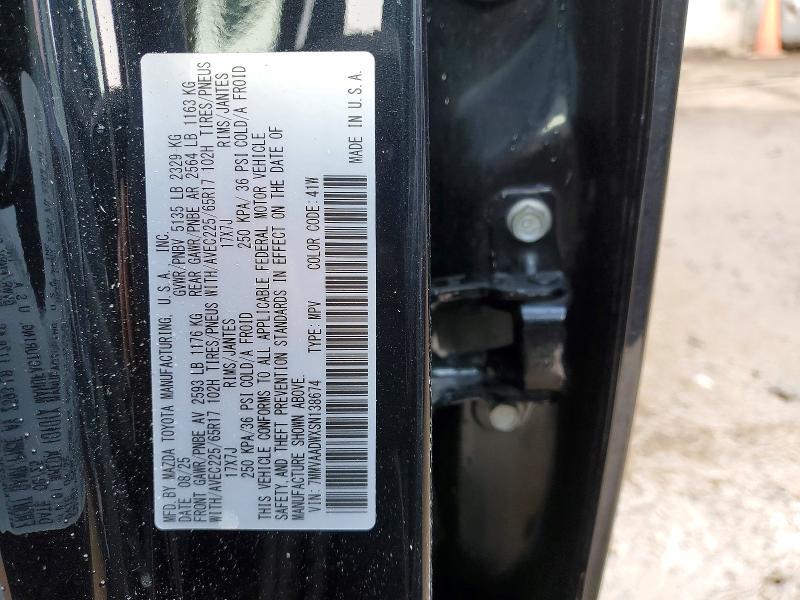 MFD. BY MAZDA TOYOTA MANUFACTURING, U.S.A. INC.
DATE 08/25 GVWR/PNBV 5135 LB 2329 KG
FRONT GAWR/PNBE AV 2593 LB 1176 KG REAR GAWR/PNBE AR 2564 LB 1163 KG
WITH/AVEC225/65R17 102H TIRES/PNEUS WITH/AVEC225/65R17 102H TIRES/PNEUS
17X7J RIMS/JANTES 17X7J RIMS/JANTES
250 KPA/36 PSI COLD/A FROID 250 KPA/ 36 PSI COLD/A FROID
THIS VEHICLE CONFORMS TO ALL APPLICABLE FEDERAL MOTOR VEHICLE
SAFETY, AND THEFT PREVENTION STANDARDS IN EFFECT ON THE DATE OF
MANUFACTURE SHOWN ABOVE.
VIN: 7MMVAADWXSN138674 TYPE: MPV COLOR CODE: 41W
MADE IN U.S.A.